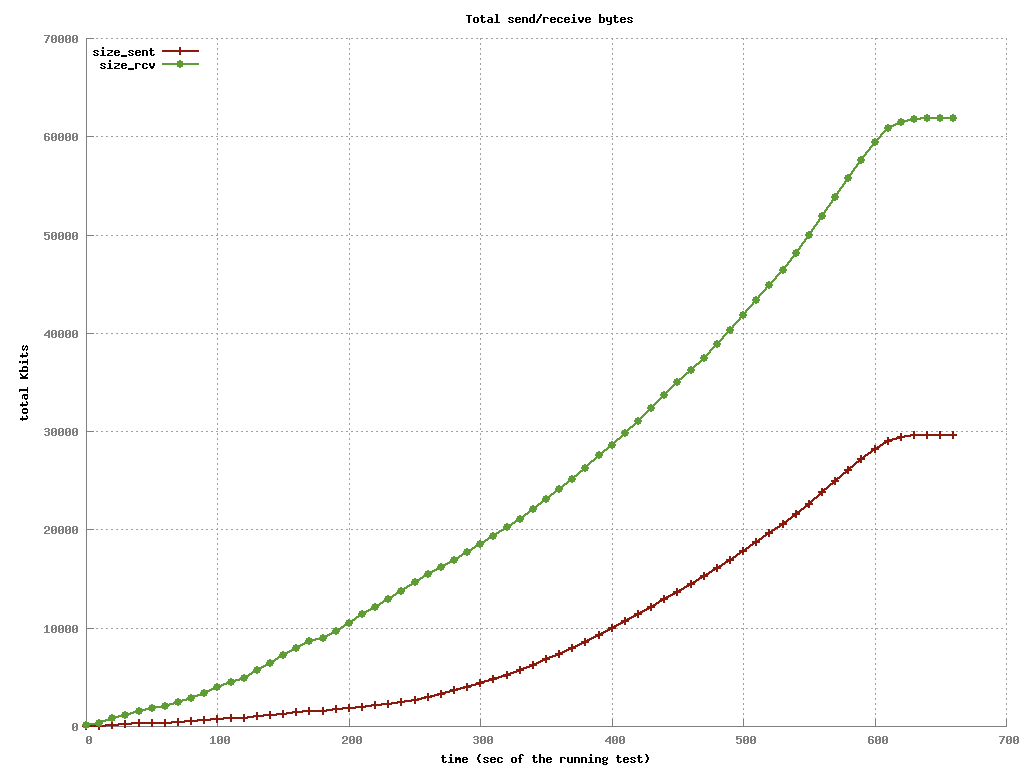 Total send/receive bytes
70000
size_sent
size_rcv
60000
50000
40000
total Kbits
30000
20000
10000
0
0 100 200 300 400 500 600 700
time (sec of the running test)